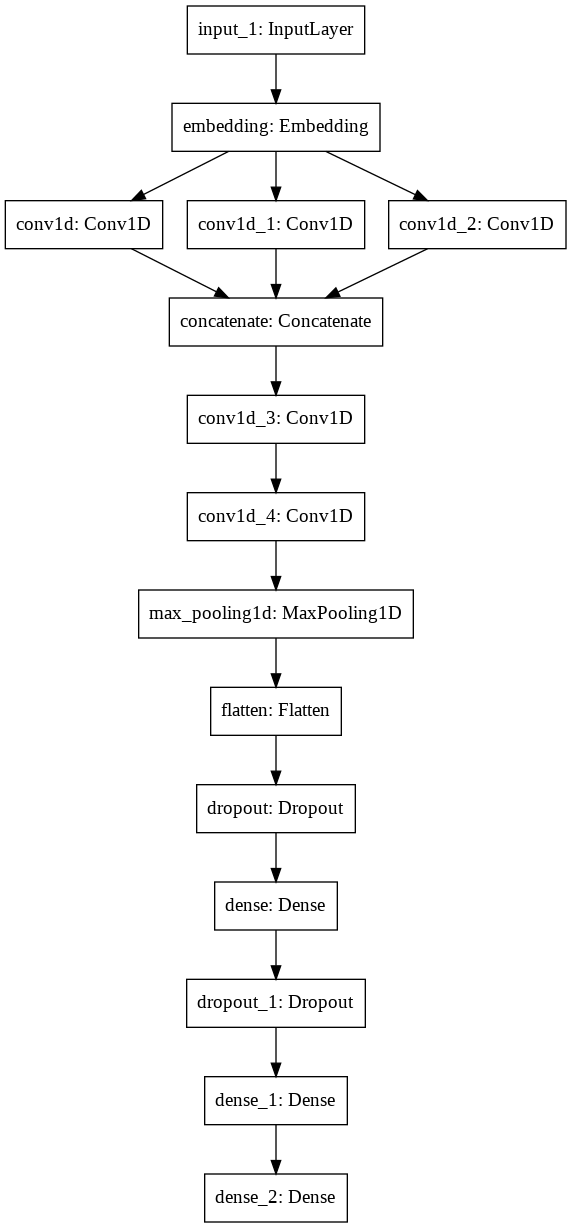 input_1: InputLayer
embedding: Embedding
conv1d: Conv1D
conv1d_1: Conv1D
conv1d_2: Conv1D
concatenate: Concatenate
conv1d_3: Conv1D
conv1d_4: Conv1D
max_pooling1d: MaxPooling1D
flatten: Flatten
dropout: Dropout
dense: Dense
dropout_1: Dropout
dense_1: Dense
dense_2: Dense